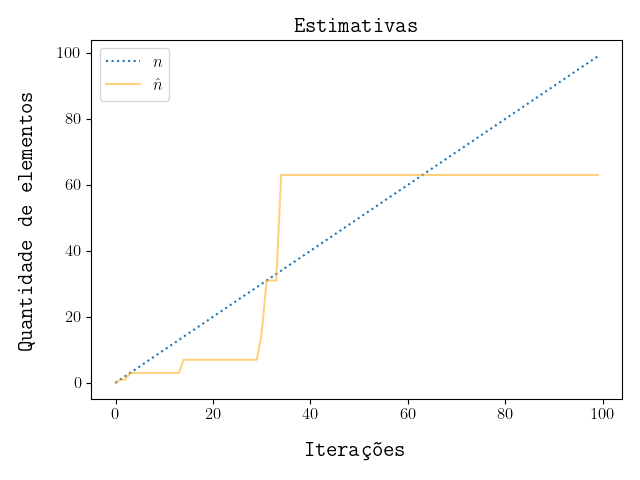 Estimativas
n
n̂
Quantidade de elementos
100
80
60
40
20
0
0 20 40 60 80 100
Iterações